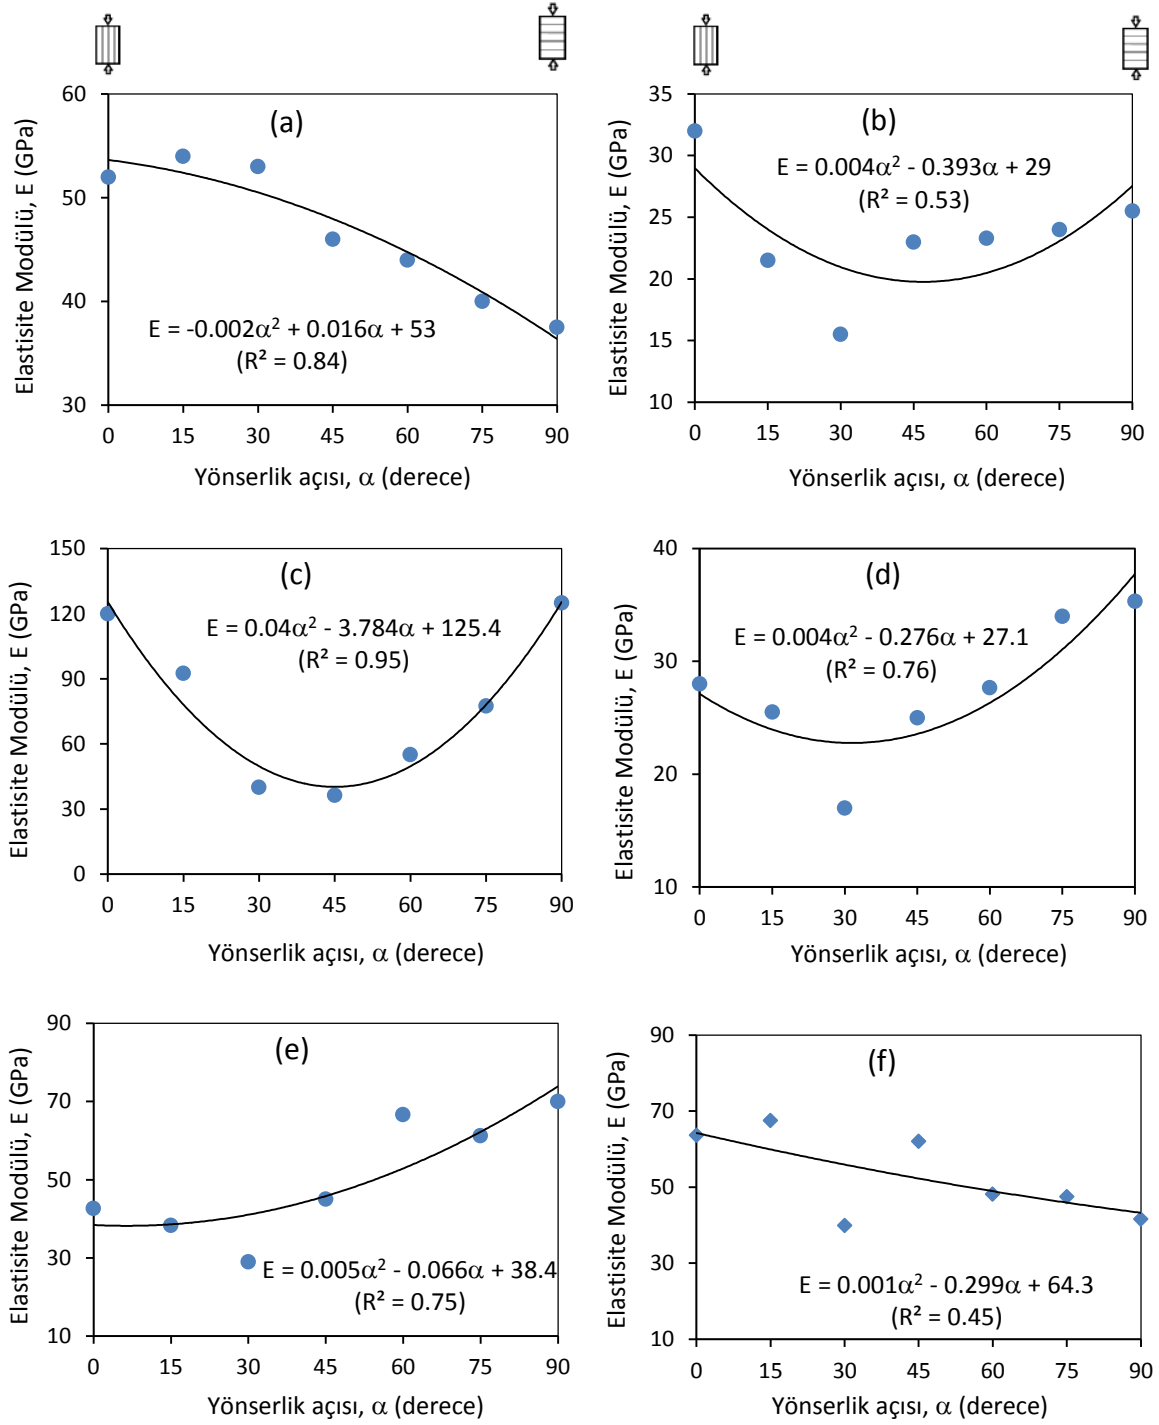 (a)
E = -0.002α² + 0.016α + 53
(R² = 0.84)
Elastisite Modülü, E (GPa)
60
50
40
30
0 15 30 45 60 75 90
Yönserlik açısı, α (derece)
(b)
E = 0.004α² - 0.393α + 29
(R² = 0.53)
Elastisite Modülü, E (GPa)
35
30
25
20
15
10
0 15 30 45 60 75 90
Yönserlik açısı, α (derece)
(c)
E = 0.04α² - 3.784α + 125.4
(R² = 0.95)
Elastisite Modülü, E (GPa)
150
120
90
60
30
0
0 15 30 45 60 75 90
Yönserlik açısı, α (derece)
(d)
E = 0.004α² - 0.276α + 27.1
(R² = 0.76)
Elastisite Modülü, E (GPa)
40
30
20
10
0 15 30 45 60 75 90
Yönserlik açısı, α (derece)
(e)
E = 0.005α² - 0.066α + 38.4
(R² = 0.75)
Elastisite Modülü, E (GPa)
90
70
50
30
10
0 15 30 45 60 75 90
Yönserlik açısı, α (derece)
(f)
E = 0.001α² - 0.299α + 64.3
(R² = 0.45)
Elastisite Modülü, E (GPa)
90
70
50
30
10
0 15 30 45 60 75 90
Yönserlik açısı, α (derece)